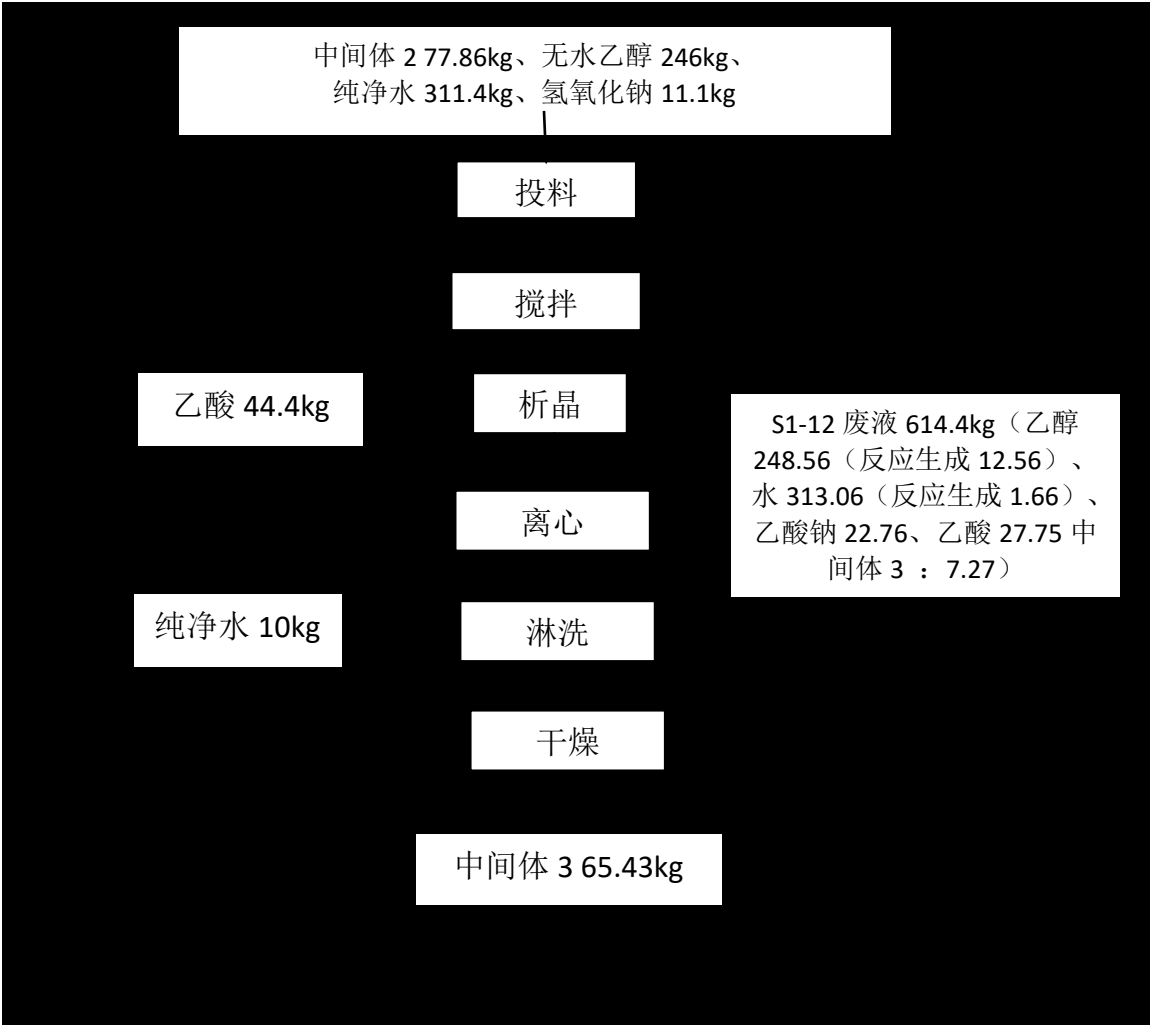 中间体 2 77.86kg、无水乙醇 246kg、
纯净水 311.4kg、氢氧化钠 11.1kg
投料
搅拌
乙酸 44.4kg
析晶
S1-12 废液 614.4kg（乙醇
248.56（反应生成 12.56）、
水 313.06（反应生成 1.66）、
乙酸钠 22.76、乙酸 27.75 中
间体 3 ：7.27）
离心
纯净水 10kg
淋洗
干燥
中间体 3 65.43kg